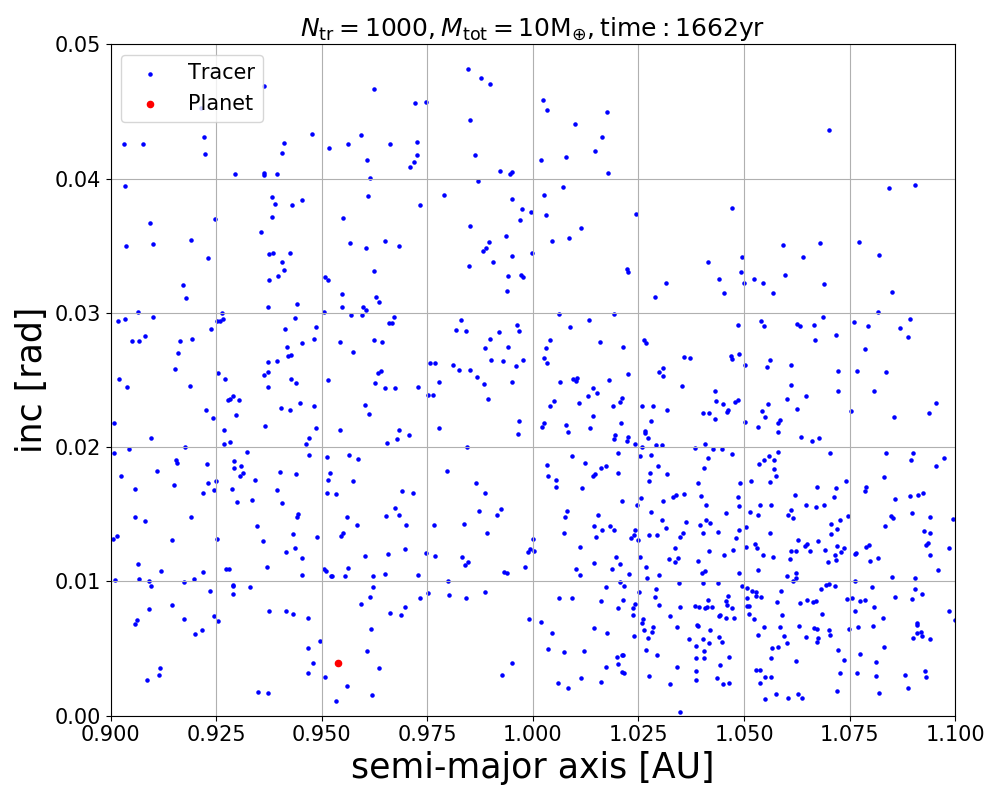 N_tr = 1000, M_tot = 10M_⊕, time : 1662yr
Tracer
Planet
inc [rad]
0.05
0.04
0.03
0.02
0.01
0.00
0.900 0.925 0.950 0.975 1.000 1.025 1.050 1.075 1.100
semi-major axis [AU]